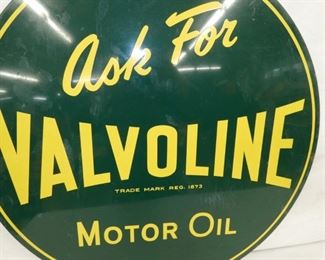 Ask For
VALVOLINE
TRADE MARK REG. 1873
MOTOR OIL